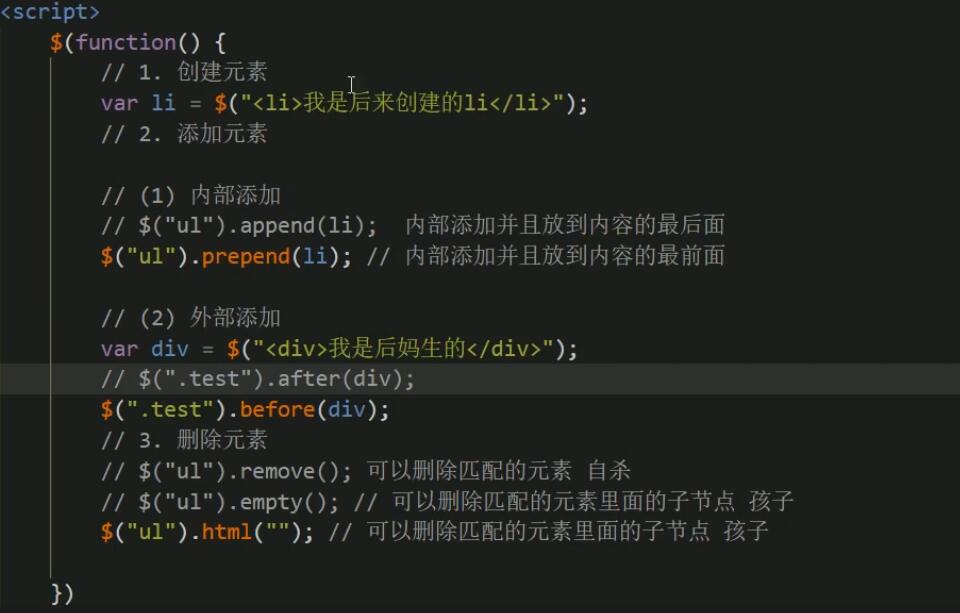 <script>
$(function() {
// 1. 创建元素
var li = $("<li>我是后来创建的li</li>");
// 2. 添加元素
// (1) 内部添加
// $("ul").append(li);  内部添加并且放到内容的最后面
$("ul").prepend(li); // 内部添加并且放到内容的最前面
// (2) 外部添加
var div = $("<div>我是后妈生的</div>");
// $(".test").after(div);
$(".test").before(div);
// 3. 删除元素
// $("ul").remove(); 可以删除匹配的元素 自杀
// $("ul").empty(); // 可以删除匹配的元素里面的子节点 孩子
$("ul").html(""); // 可以删除匹配的元素里面的子节点 孩子
})